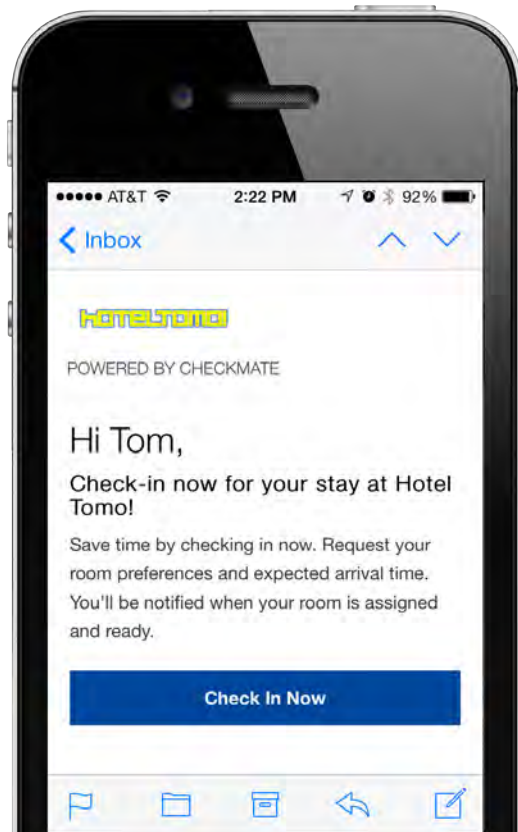 AT&T 2:22 PM 92%
Inbox
HOTELTOMO
POWERED BY CHECKMATE
Hi Tom,
Check-in now for your stay at Hotel
Tomo!
Save time by checking in now. Request your
room preferences and expected arrival time.
You'll be notified when your room is assigned
and ready.
Check In Now